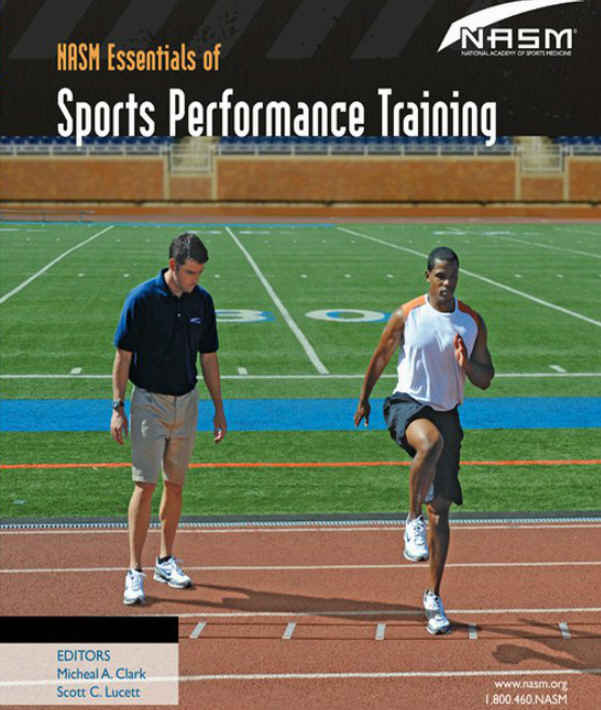 NASM
NATIONAL ACADEMY OF SPORTS MEDICINE
NASM Essentials of
Sports Performance Training
30
EDITORS
Micheal A. Clark
Scott C. Lucett
www.nasm.org
1.800.460.NASM